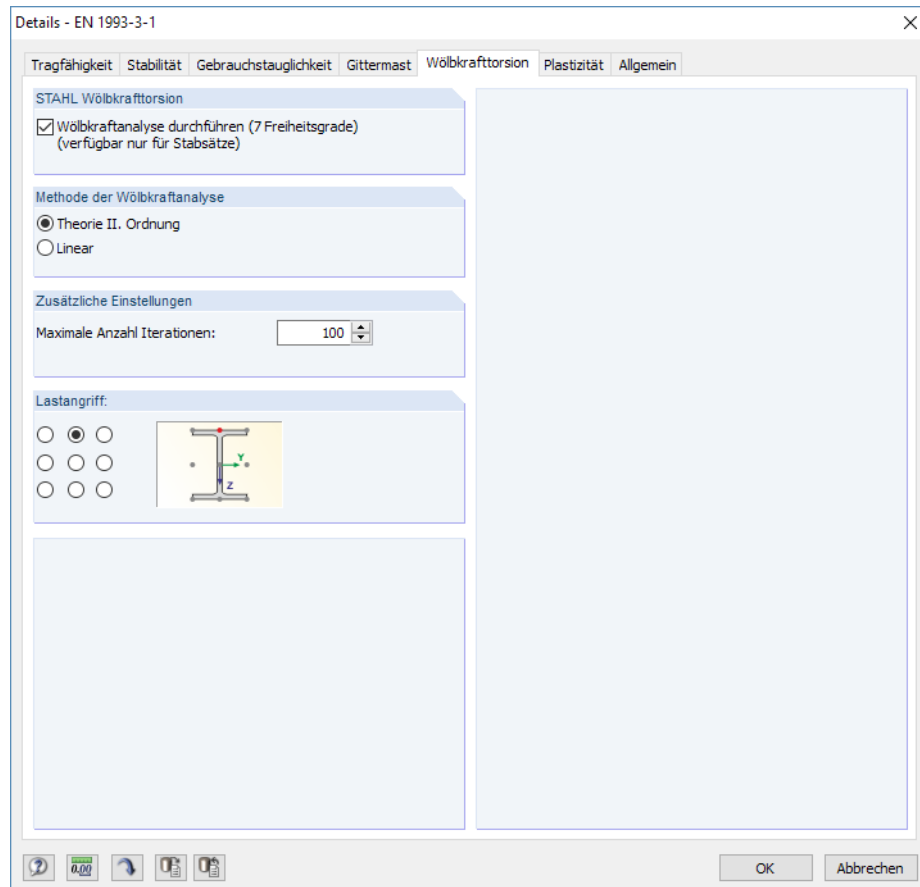 Details - EN 1993-3-1
Tragfähigkeit Stabilität Gebrauchstauglichkeit Gittermast Wölbkrafttorsion Plastizität Allgemein
STAHL Wölbkrafttorsion
Wölbkraftanalyse durchführen (7 Freiheitsgrade)
(verfügbar nur für Stabsätze)
Methode der Wölbkraftanalyse
Theorie II. Ordnung
Linear
Zusätzliche Einstellungen
Maximale Anzahl Iterationen: 100
Lastangriff:
Y
Z
0.00 OK Abbrechen